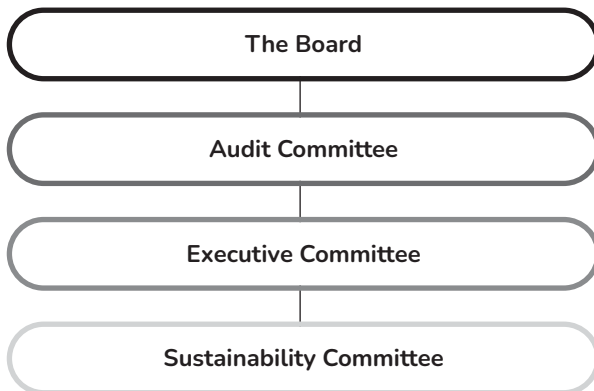 The Board
Audit Committee
Executive Committee
Sustainability Committee